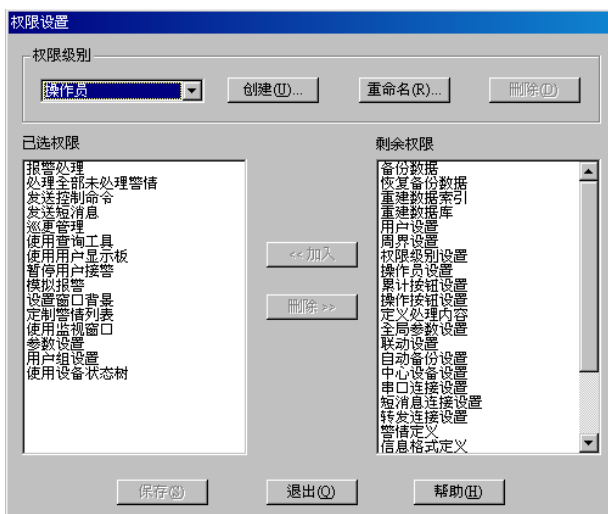 权限设置
权限级别
操作员
创建(U)...
重命名(R)...
删除(D)
已选权限
剩余权限
报警处理
处理全部未处理警情
发送控制命令
发送短消息
巡更管理
使用查询工具
使用用户显示板
暂停用户接警
模拟报警
设置窗口背景
定制警情列表
使用监视窗口
参数设置
用户组设置
使用设备状态树
<<加入
删除>>
备份数据
恢复备份数据
重建数据索引
重建数据库
用户设置
周界设置
权限级别设置
操作员设置
累计按钮设置
操作按钮设置
定义处理内容
全局参数设置
联动设置
自动备份设置
中心设备设置
串口连接设置
短消息连接设置
转发连接设置
警情定义
信息格式定义
保存(S)
退出(Q)
帮助(H)